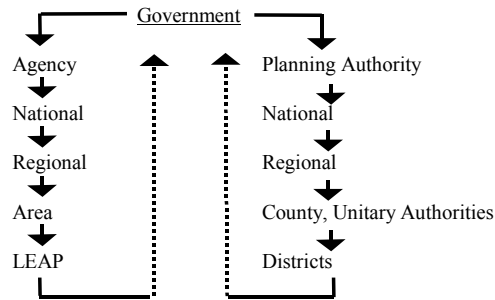 Government
Agency Planning Authority
National National
Regional Regional
Area County, Unitary Authorities
LEAP Districts